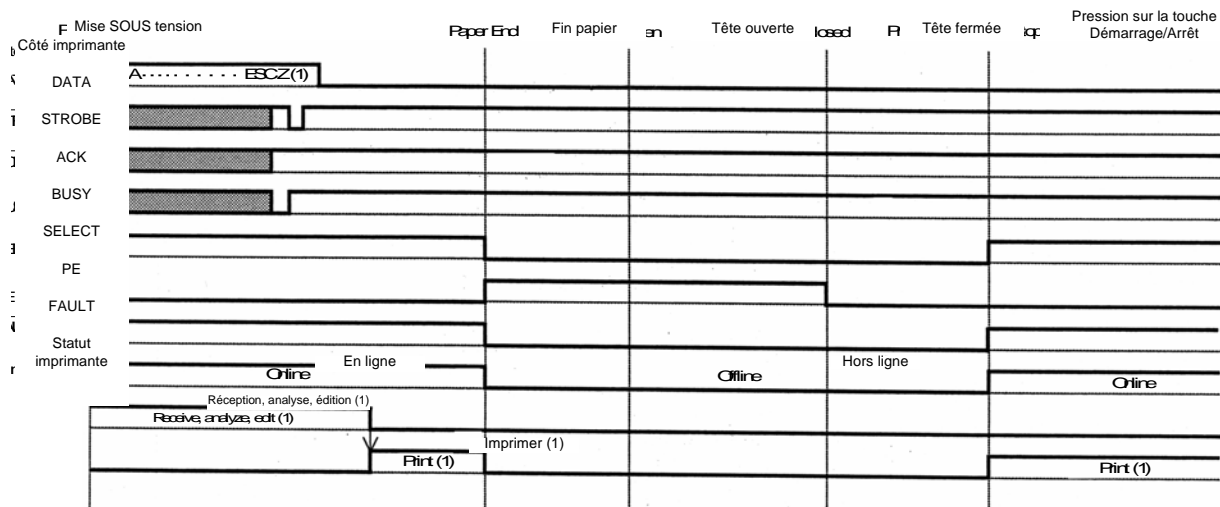 Mise SOUS tension
Paper End
Fin papier
en
Tête ouverte
losed
Tête fermée
Pression sur la touche
Démarrage/Arrêt
Côté imprimante
DATA
A·········· ESCZ (1)
STROBE
ACK
BUSY
SELECT
PE
FAULT
Statut
imprimante
En ligne
Hors ligne
Online
Offline
Online
Réception, analyse, édition (1)
Receive, analyze, edit (1)
Imprimer (1)
Print (1)
Print (1)